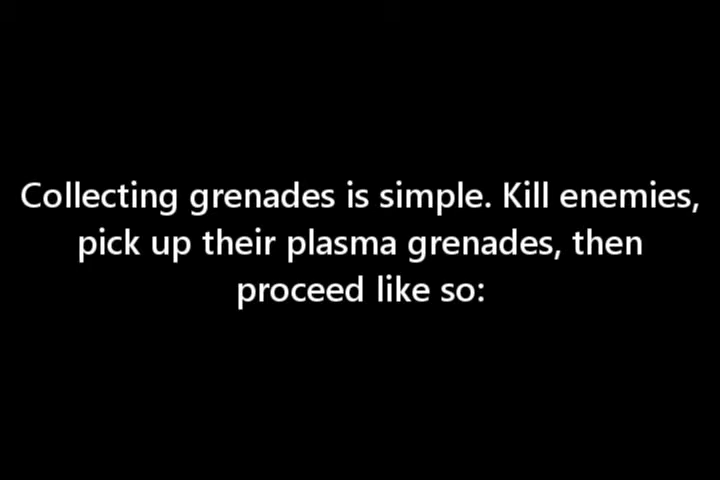 Collecting grenades is simple. Kill enemies,
pick up their plasma grenades, then
proceed like so: